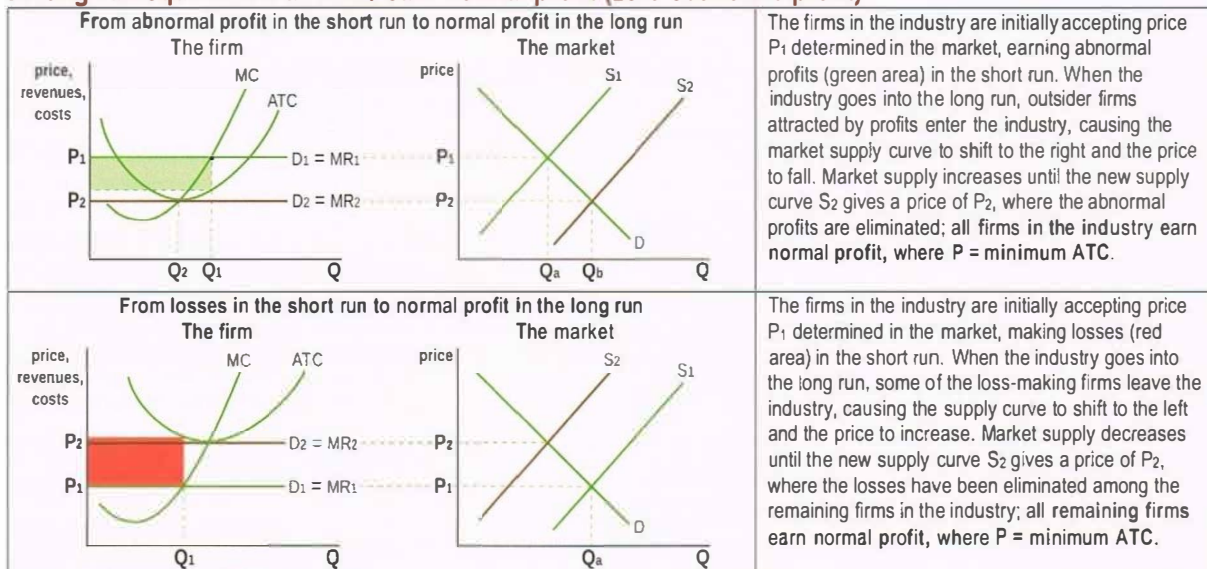 From abnormal profit in the short run to normal profit in the long run
The firm
The market
price,
revenues,
costs
MC
ATC
P1
D1 = MR1
P2
D2 = MR2
Q2 Q1 Q
price
S1
S2
P1
P2
D
Qa Qb Q
The firms in the industry are initially accepting price
P1 determined in the market, earning abnormal
profits (green area) in the short run. When the
industry goes into the long run, outsider firms
attracted by profits enter the industry, causing the
market supply curve to shift to the right and the price
to fall. Market supply increases until the new supply
curve S2 gives a price of P2, where the abnormal
profits are eliminated; all firms in the industry earn
normal profit, where P = minimum ATC.
From losses in the short run to normal profit in the long run
The firm
The market
price,
revenues,
costs
MC
ATC
P2
D2 = MR2
P1
D1 = MR1
Q1 Q
price
S2
S1
P2
P1
D
Qa Q
The firms in the industry are initially accepting price
P1 determined in the market, making losses (red
area) in the short run. When the industry goes into
the long run, some of the loss-making firms leave the
industry, causing the supply curve to shift to the left
and the price to increase. Market supply decreases
until the new supply curve S2 gives a price of P2,
where the losses have been eliminated among the
remaining firms in the industry; all remaining firms
earn normal profit, where P = minimum ATC.